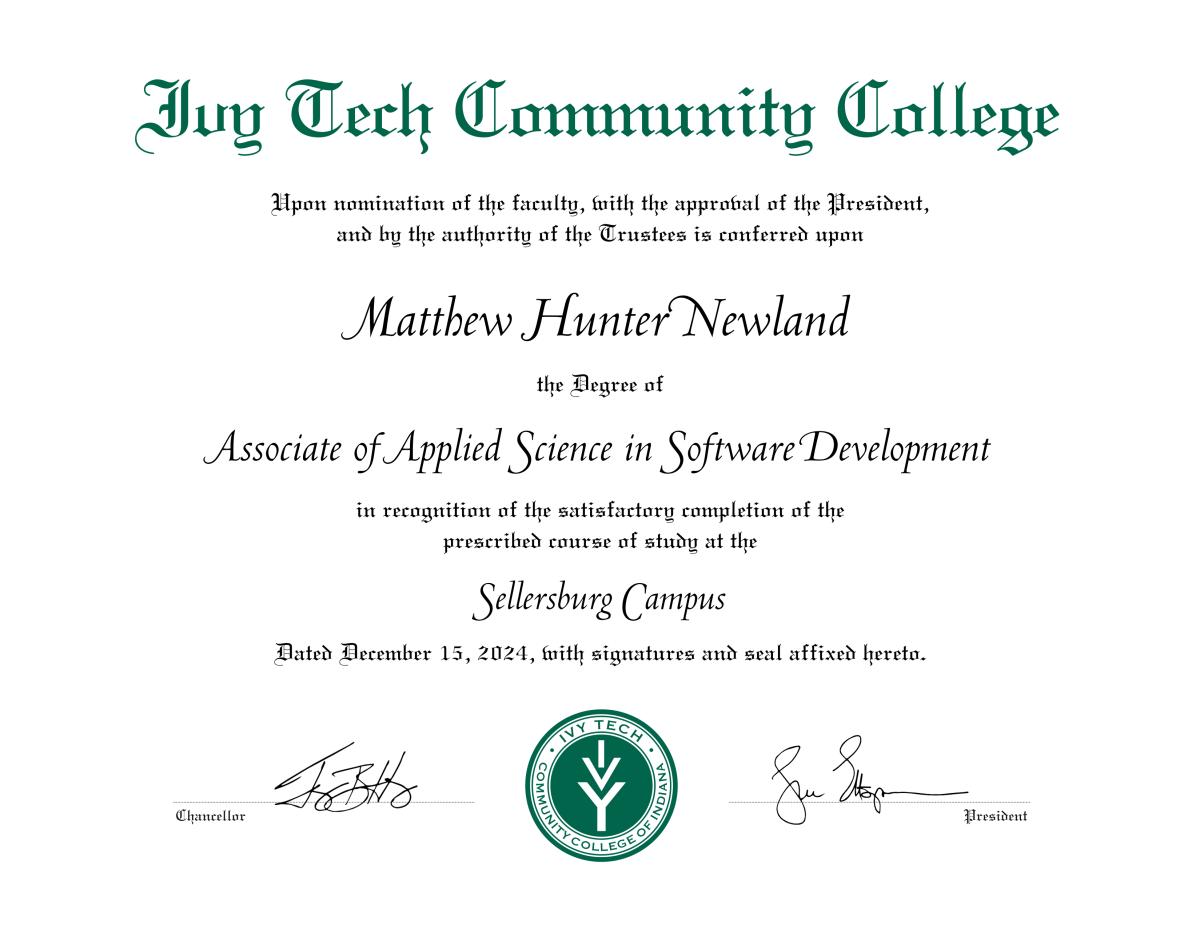 Ivy Tech Community College
Upon nomination of the faculty, with the approval of the President,
and by the authority of the Trustees is conferred upon
Matthew Hunter Newland
the Degree of
Associate of Applied Science in Software Development
in recognition of the satisfactory completion of the
prescribed course of study at the
Sellersburg Campus
Dated December 15, 2024, with signatures and seal affixed hereto.
· IVY TECH ·
IVY
COMMUNITY COLLEGE OF INDIANA
Chancellor
President